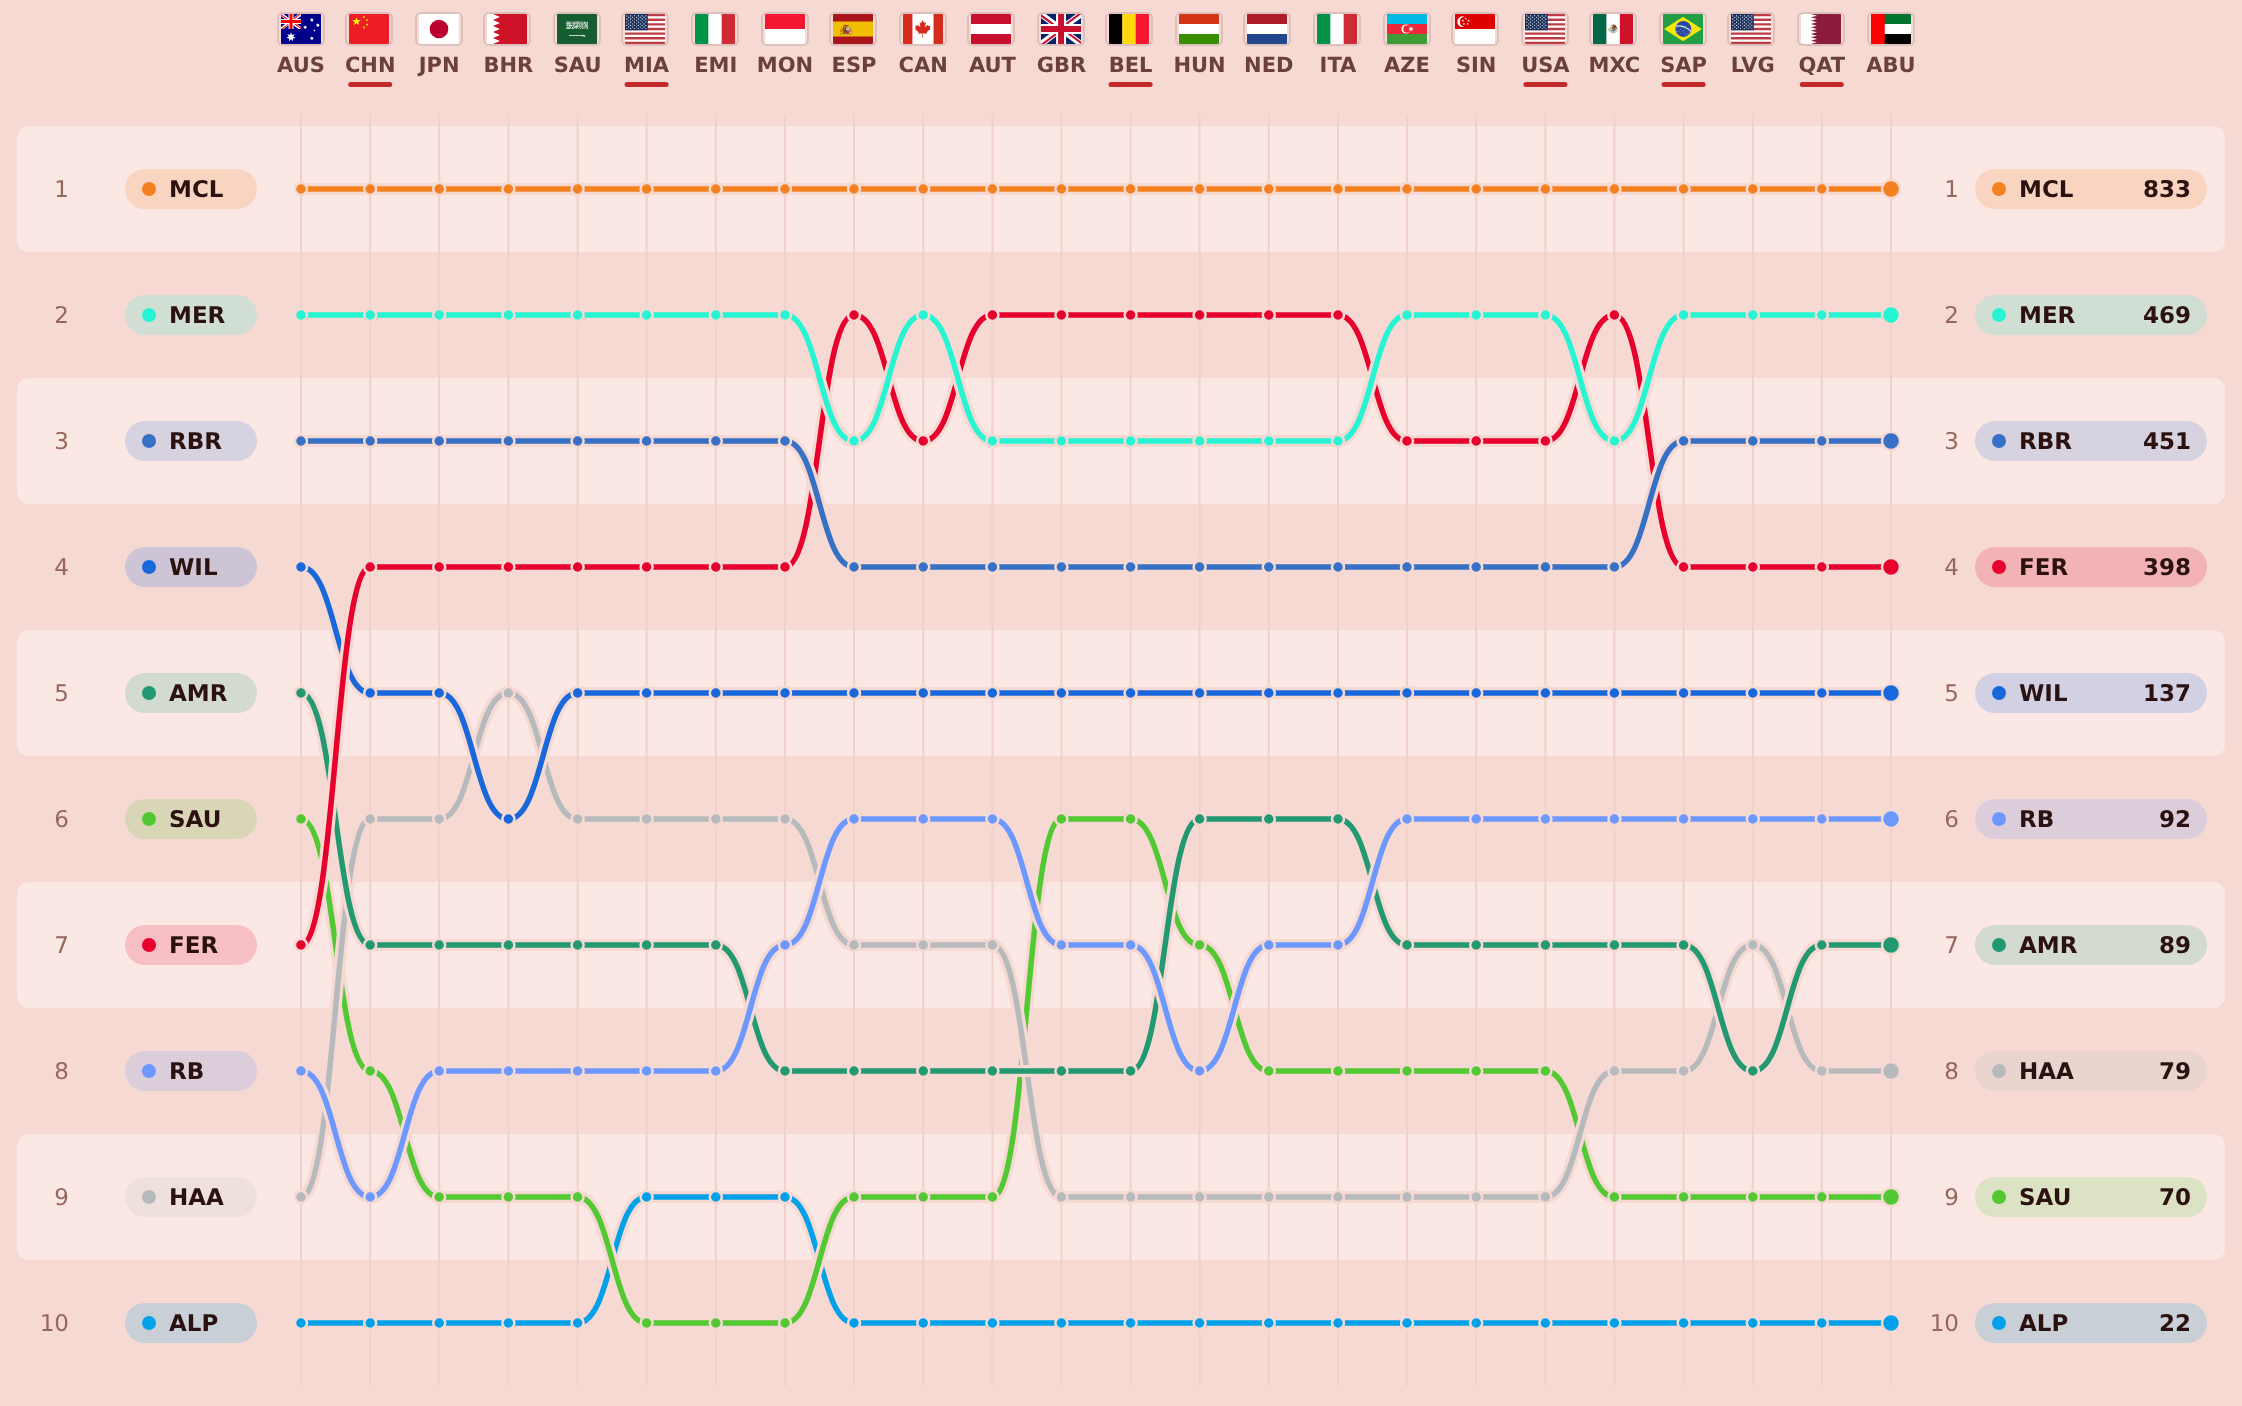 AUS CHN JPN BHR SAU MIA EMI MON ESP CAN AUT GBR BEL HUN NED ITA AZE SIN USA MXC SAP LVG QAT ABU
1 MCL 1 MCL 833
2 MER 2 MER 469
3 RBR 3 RBR 451
4 WIL 4 FER 398
5 AMR 5 WIL 137
6 SAU 6 RB 92
7 FER 7 AMR 89
8 RB 8 HAA 79
9 HAA 9 SAU 70
10 ALP 10 ALP 22